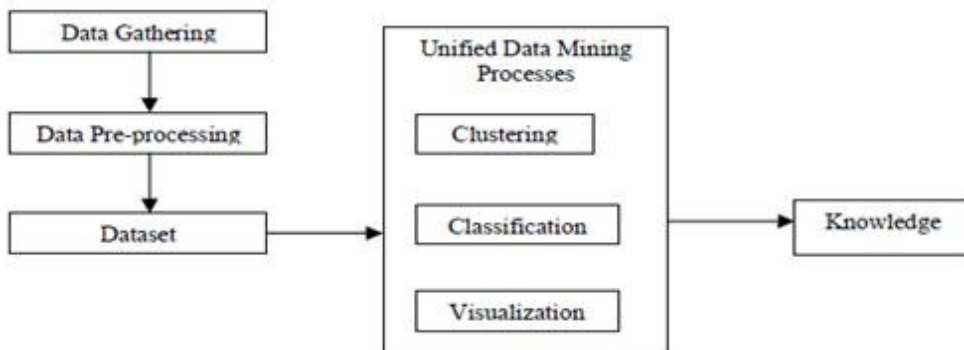 Data Gathering
Data Pre-processing
Dataset
Unified Data Mining
Processes
Clustering
Classification
Visualization
Knowledge